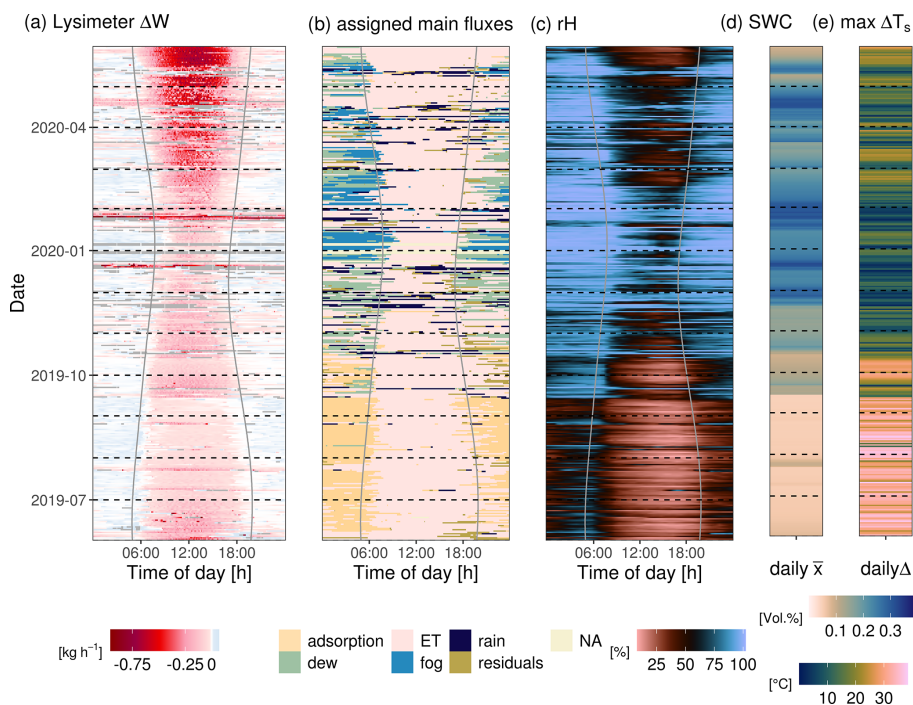 (a) Lysimeter ΔW
(b) assigned main fluxes
(c) rH
(d) SWC
(e) max ΔTs
Date
2020-04
2020-01
2019-10
2019-07
06:00 12:00 18:00
06:00 12:00 18:00
06:00 12:00 18:00
Time of day [h]
Time of day [h]
Time of day [h]
daily x̅
dailyΔ
[kg h⁻¹]
-0.75 -0.25 0
adsorption
ET
rain
NA
dew
fog
residuals
[%]
25 50 75 100
[Vol.%]
0.1 0.2 0.3
[°C]
10 20 30